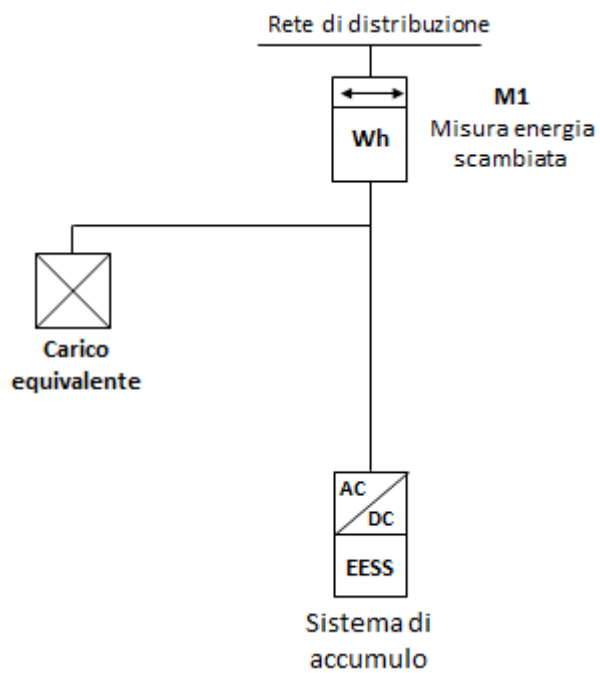 Rete di distribuzione
M1
Misura energia
scambiata
Wh
Carico
equivalente
AC
DC
EESS
Sistema di
accumulo